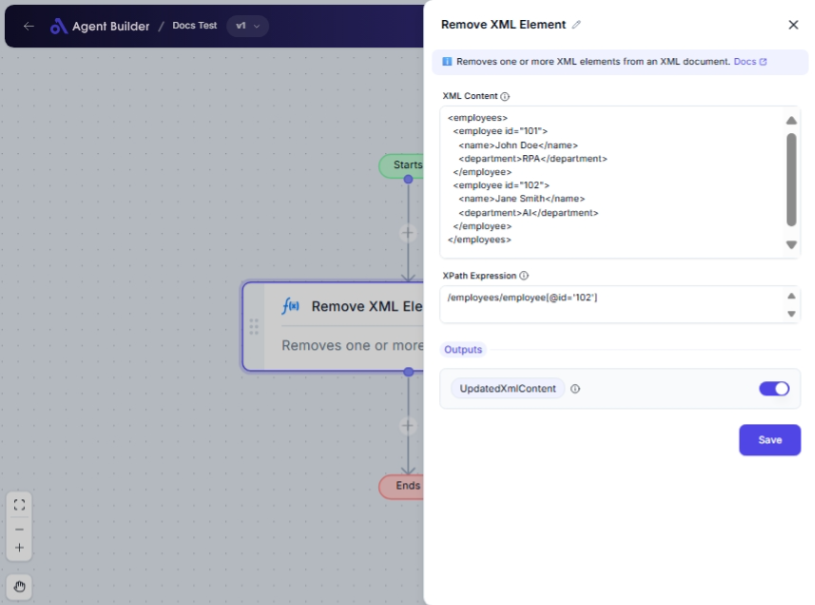 Agent Builder / Docs Test v1
Starts
Remove XML Ele
Removes one or more
Ends
Remove XML Element
Removes one or more XML elements from an XML document. Docs
XML Content
<employees>
<employee id="101">
<name>John Doe</name>
<department>RPA</department>
</employee>
<employee id="102">
<name>Jane Smith</name>
<department>AI</department>
</employee>
</employees>
XPath Expression
/employees/employee[@id='102']
Outputs
UpdatedXmlContent
Save